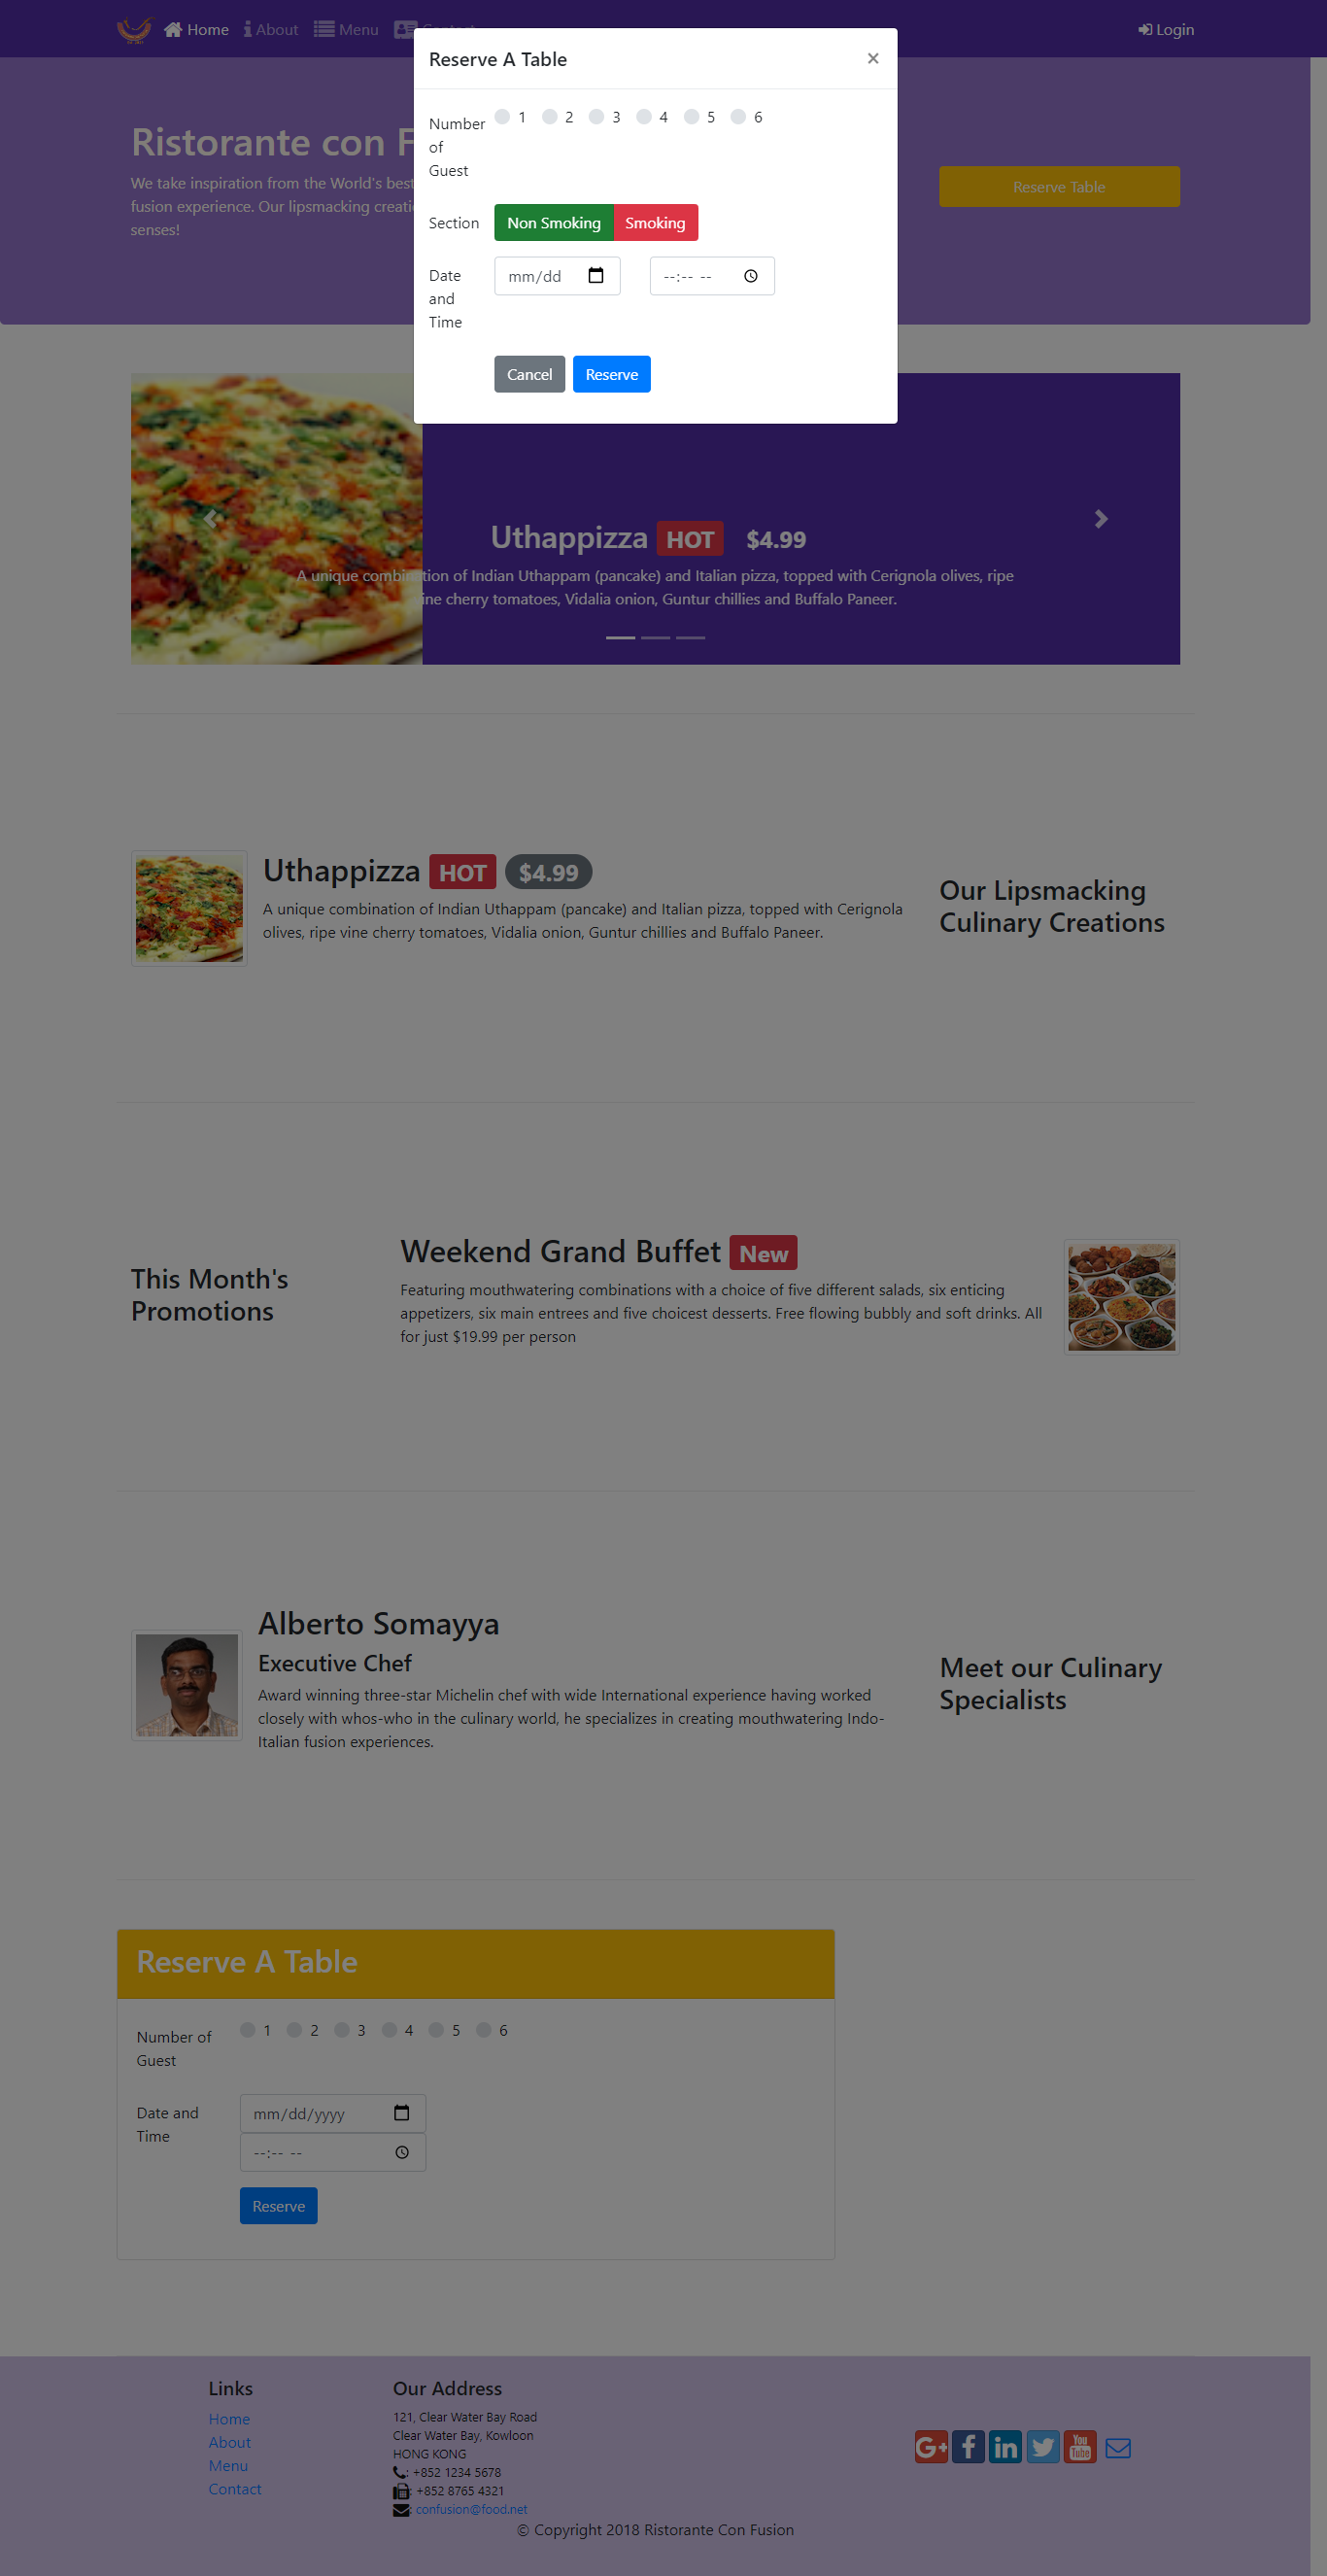 Home About Menu Login
Reserve A Table ×
Number of Guest
1 2 3 4 5 6
Section Non Smoking Smoking
Date and Time
mm/dd --:-- --
Cancel Reserve
Ristorante con F
We take inspiration from the World's best
fusion experience. Our lipsmacking creatio
senses!
Reserve Table
Uthappizza HOT $4.99
A unique combination of Indian Uthappam (pancake) and Italian pizza, topped with Cerignola olives, ripe
vine cherry tomatoes, Vidalia onion, Guntur chillies and Buffalo Paneer.
Uthappizza HOT $4.99
A unique combination of Indian Uthappam (pancake) and Italian pizza, topped with Cerignola
olives, ripe vine cherry tomatoes, Vidalia onion, Guntur chillies and Buffalo Paneer.
Our Lipsmacking
Culinary Creations
This Month's
Promotions
Weekend Grand Buffet New
Featuring mouthwatering combinations with a choice of five different salads, six enticing
appetizers, six main entrees and five choicest desserts. Free flowing bubbly and soft drinks. All
for just $19.99 per person
Alberto Somayya
Executive Chef
Award winning three-star Michelin chef with wide International experience having worked
closely with whos-who in the culinary world, he specializes in creating mouthwatering Indo-
Italian fusion experiences.
Meet our Culinary
Specialists
Reserve A Table
Number of
Guest
1 2 3 4 5 6
Date and
Time
mm/dd/yyyy
--:-- --
Reserve
Links
Home
About
Menu
Contact
Our Address
121, Clear Water Bay Road
Clear Water Bay, Kowloon
HONG KONG
: +852 1234 5678
: +852 8765 4321
: confusion@food.net
G+ f in You Tube
© Copyright 2018 Ristorante Con Fusion